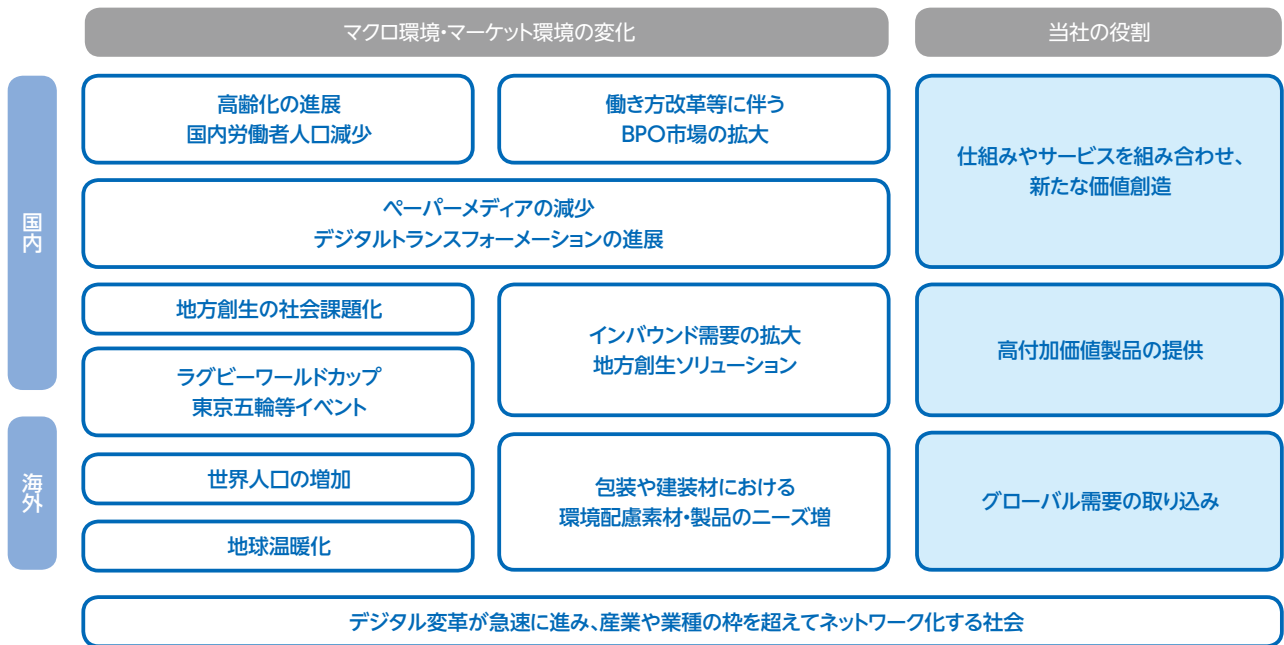 マクロ環境・マーケット環境の変化
当社の役割
国内
高齢化の進展
国内労働者人口減少
働き方改革等に伴う
BPO市場の拡大
仕組みやサービスを組み合わせ、
新たな価値創造
ペーパーメディアの減少
デジタルトランスフォーメーションの進展
地方創生の社会課題化
インバウンド需要の拡大
地方創生ソリューション
高付加価値製品の提供
ラグビーワールドカップ
東京五輪等イベント
海外
世界人口の増加
包装や建装材における
環境配慮素材・製品のニーズ増
グローバル需要の取り込み
地球温暖化
デジタル変革が急速に進み、産業や業種の枠を超えてネットワーク化する社会